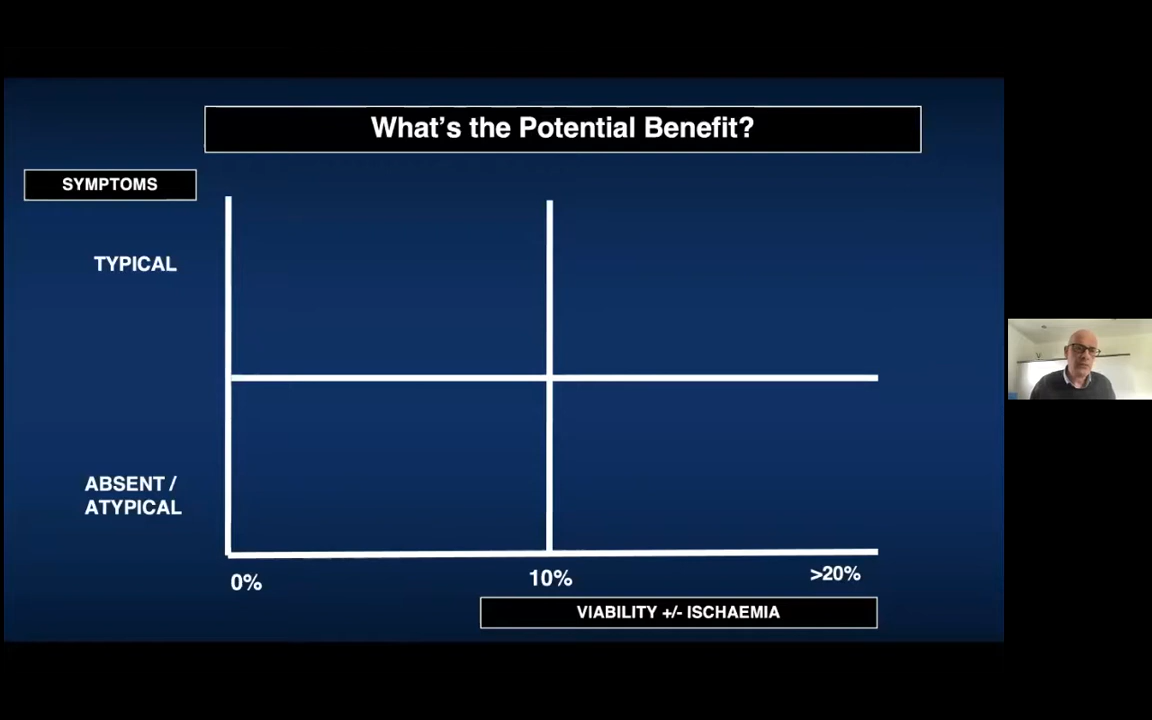 What's the Potential Benefit?
SYMPTOMS
TYPICAL
ABSENT /
ATYPICAL
0%
10%
>20%
VIABILITY +/- ISCHAEMIA